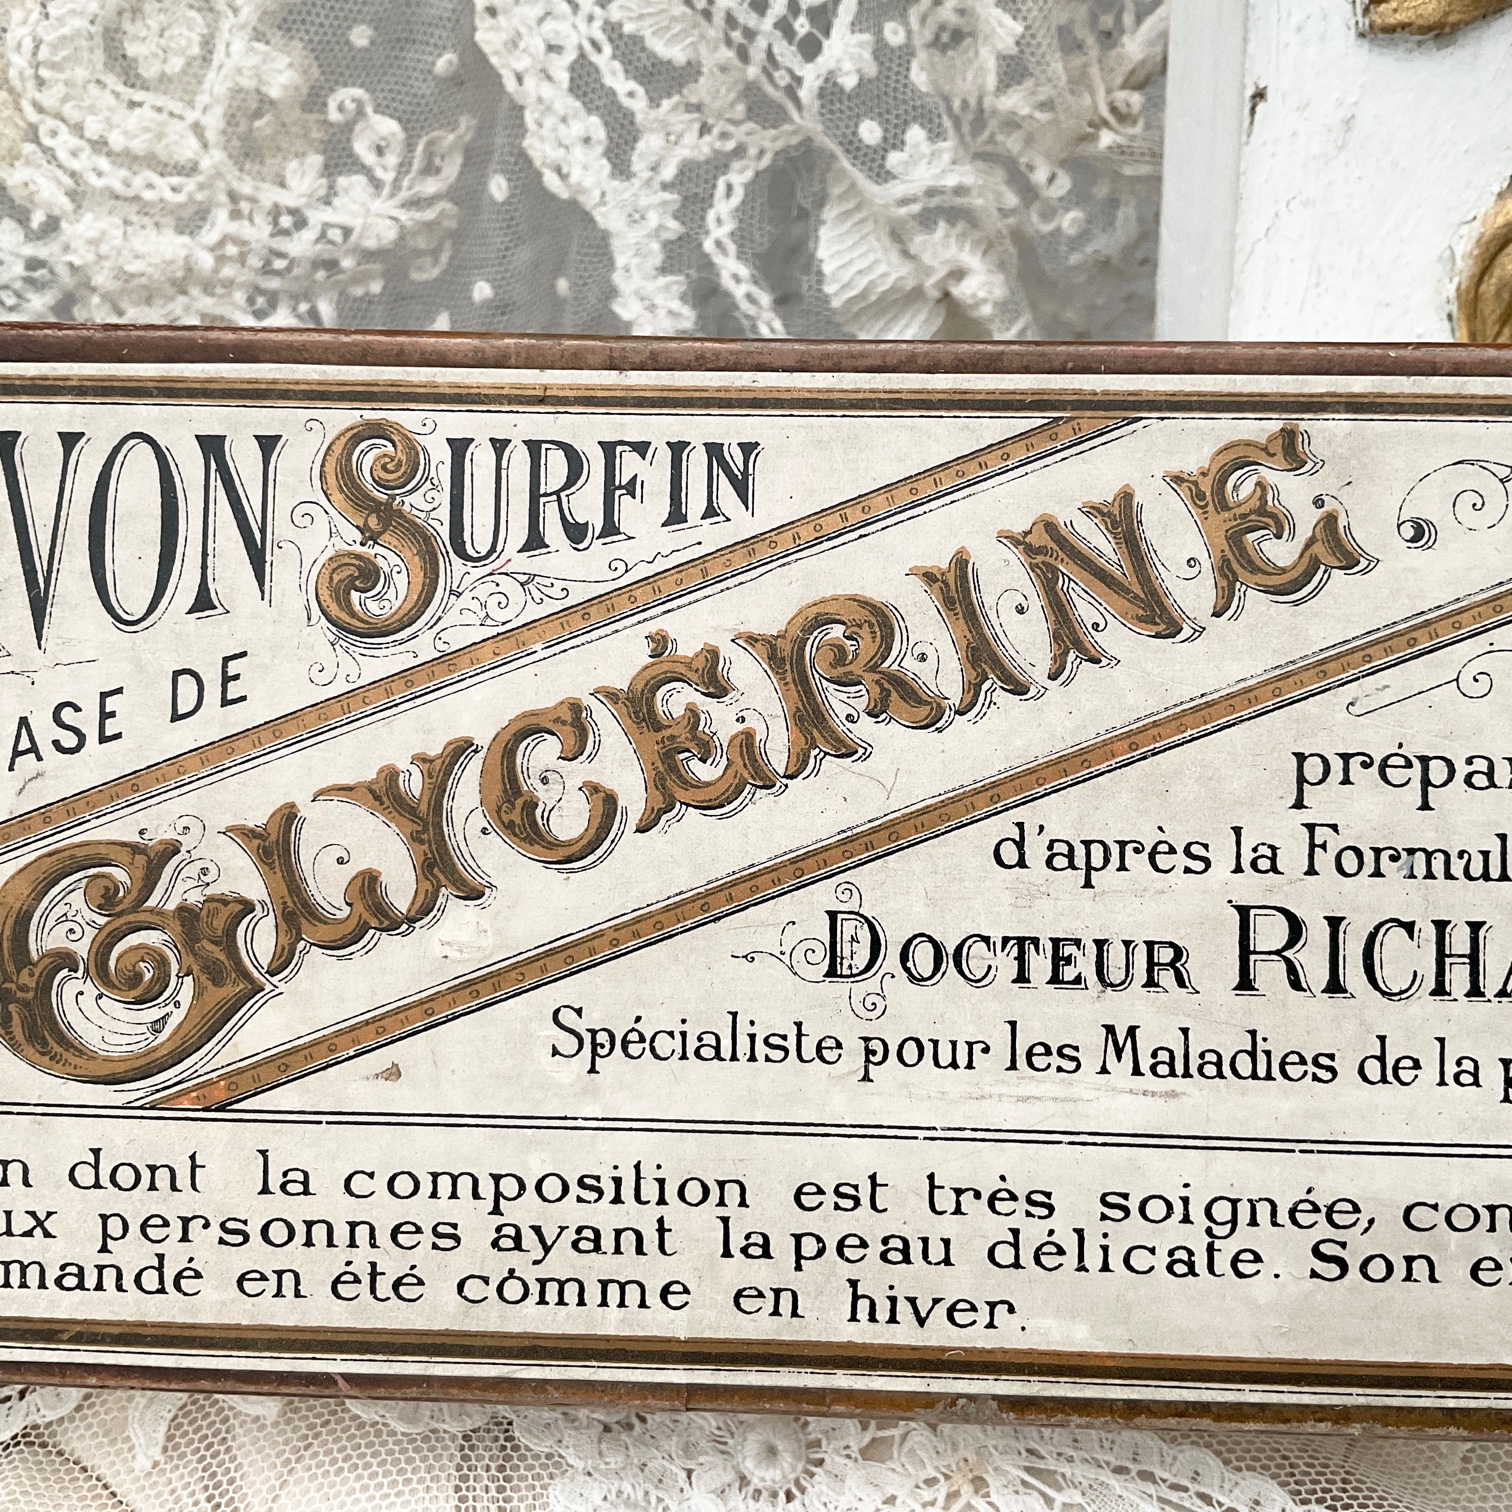 VON SURFIN
ASE DE
GLYCÉRINE
prépar
d'après la Formul
DOCTEUR RICHA
Spécialiste pour les Maladies de la p
n dont la composition est très soignée, con
ux personnes ayant la peau délicate. Son e
mandé en été còmme en hiver.